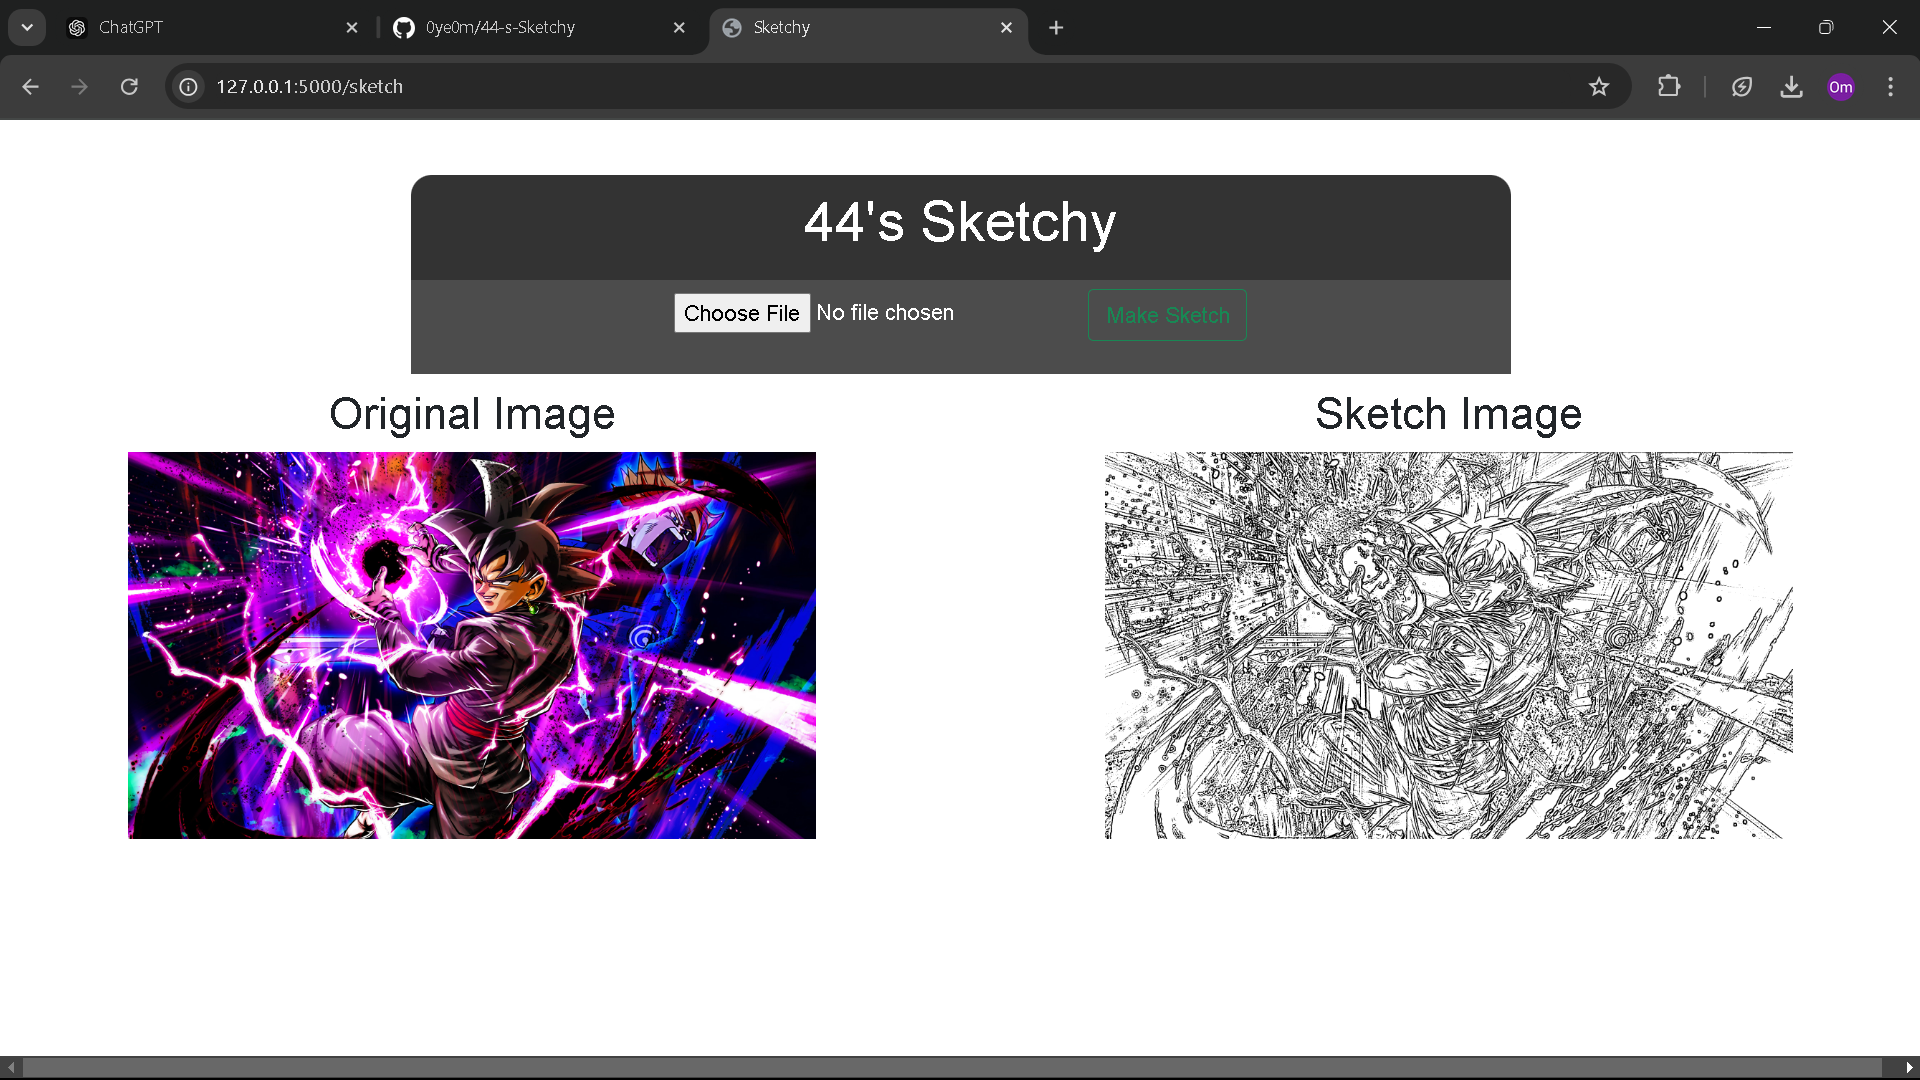 ChatGPT
0ye0m/44-s-Sketchy
Sketchy
127.0.0.1:5000/sketch
Om
44's Sketchy
Choose File No file chosen
Make Sketch
Original Image
Sketch Image